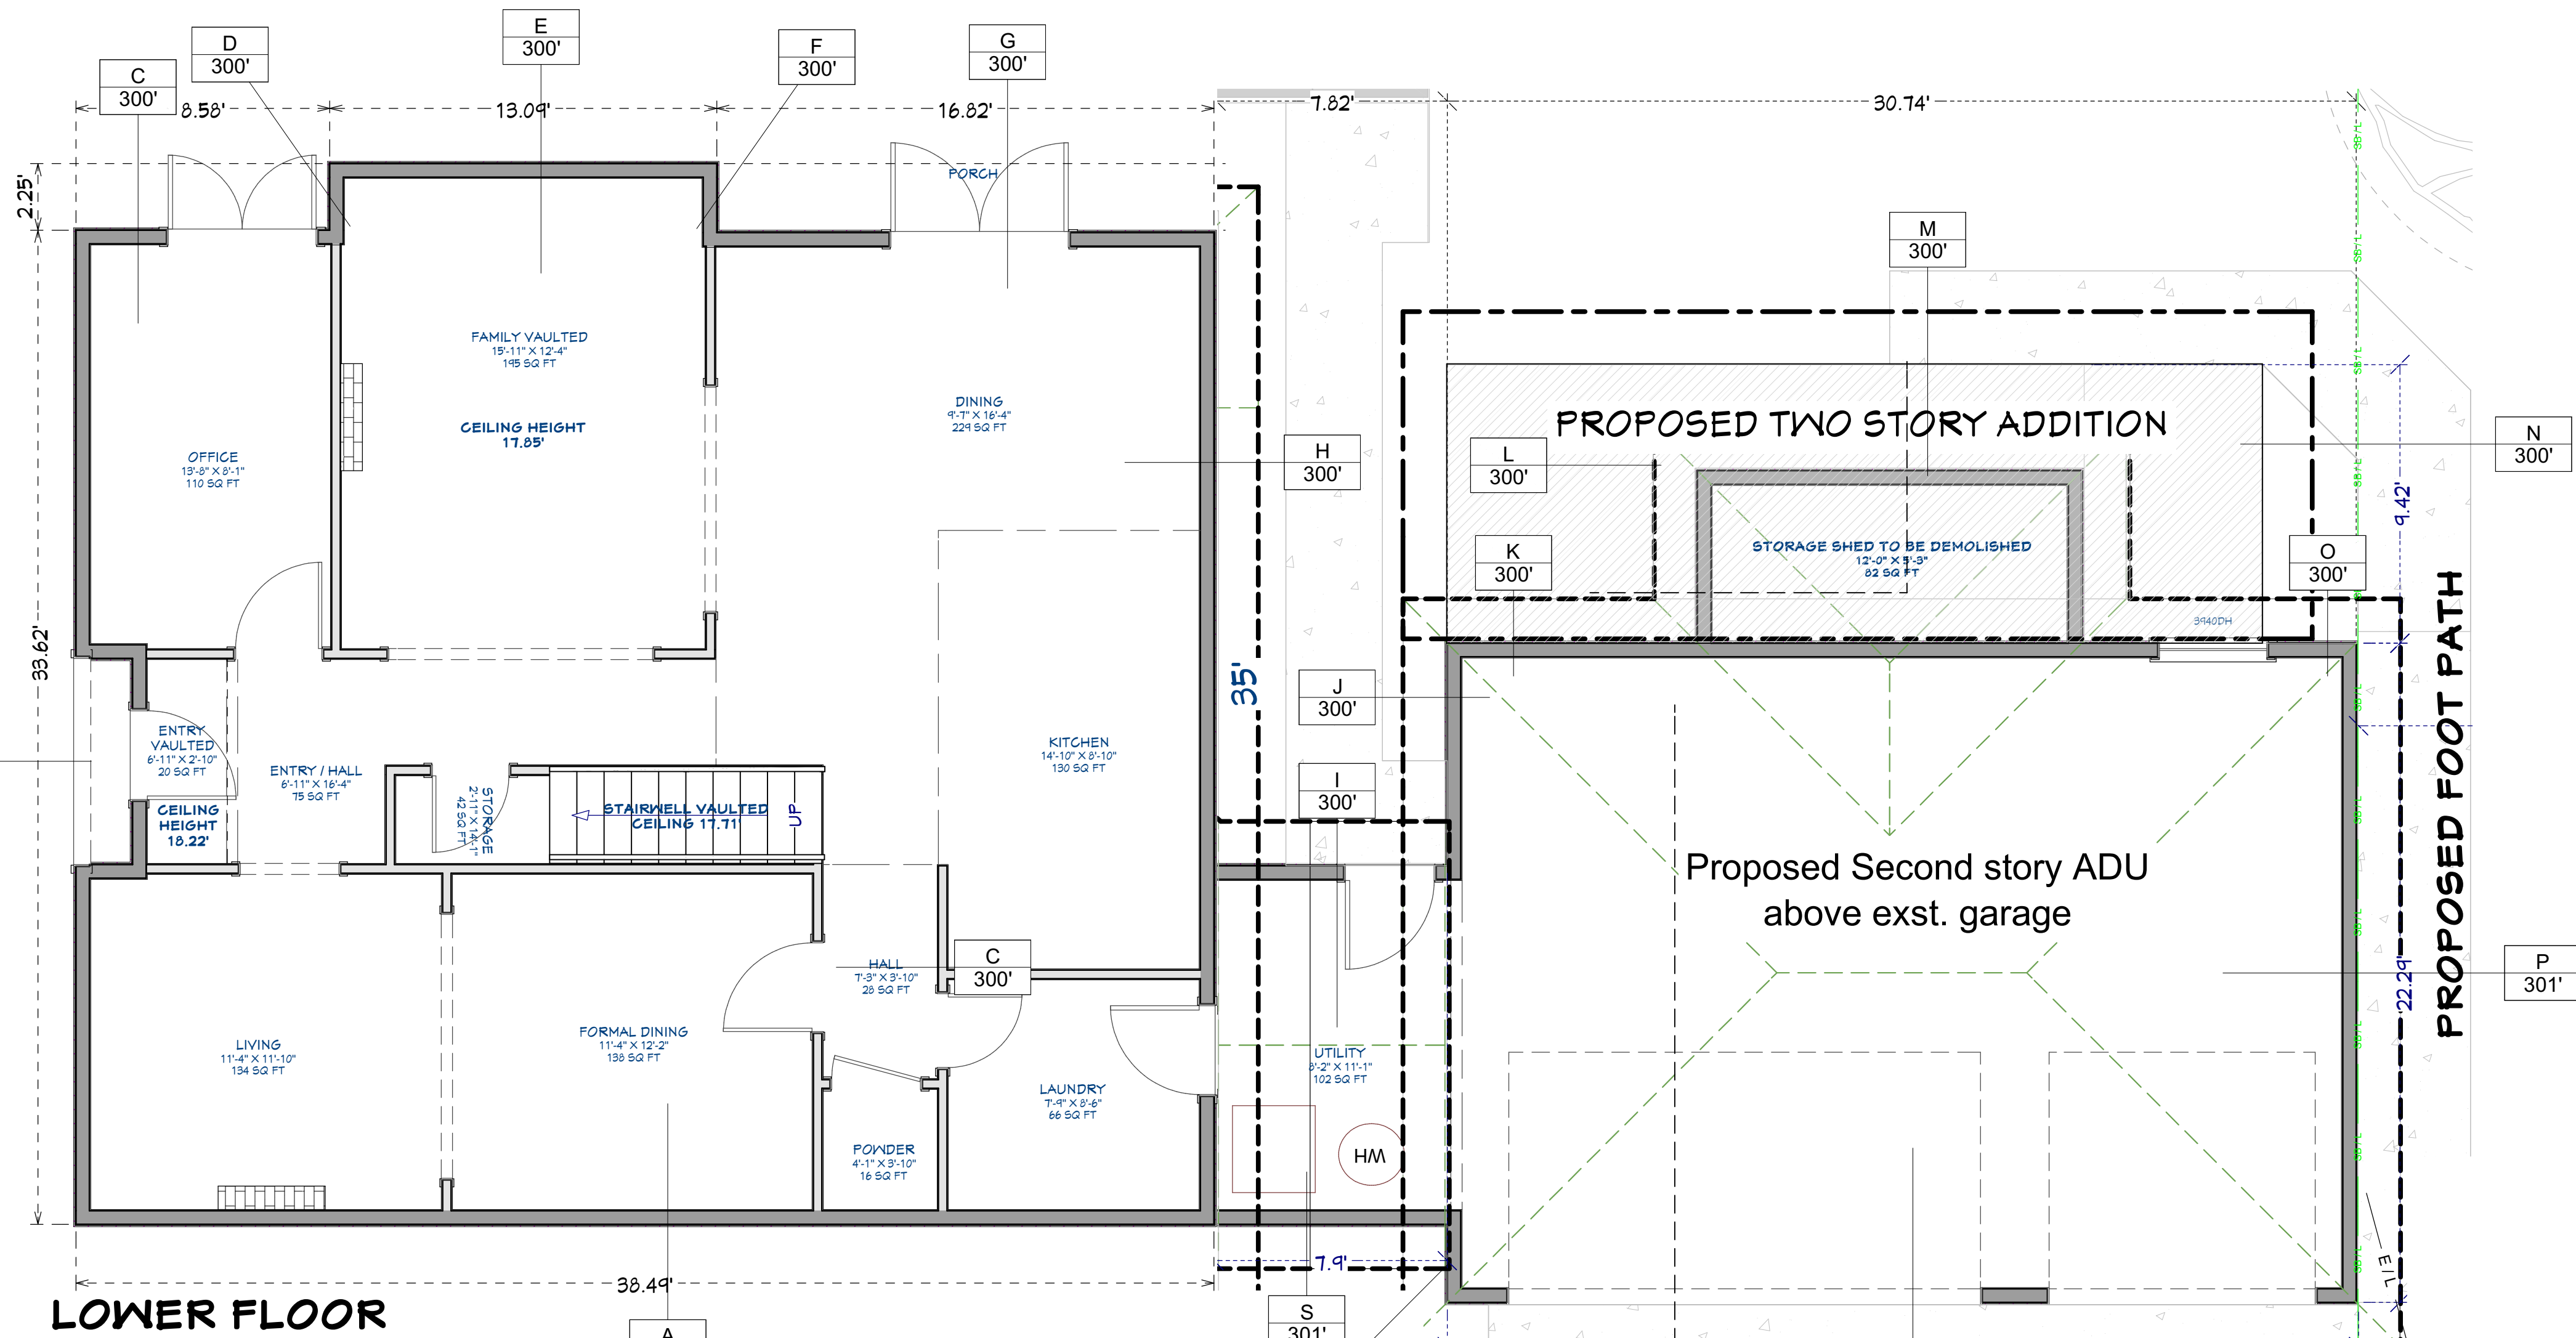 E
300'
D
300'
F
300'
G
300'
C
300'
8.58'
13.09'
16.82'
7.82'
30.74'
2.25'
PORCH
M
300'
FAMILY VAULTED
15'-11" X 12'-4"
195 SQ FT
CEILING HEIGHT
17.85'
DINING
9'-7" X 16'-4"
229 SQ FT
OFFICE
13'-8" X 8'-1"
110 SQ FT
H
300'
PROPOSED TWO STORY ADDITION
L
300'
N
300'
9.42'
K
300'
STORAGE SHED TO BE DEMOLISHED
12'-0" X 5'-3"
82 SQ FT
O
300'
3940DH
33.62'
35'
J
300'
PROPOSED FOOT PATH
ENTRY
VAULTED
6'-11" X 2'-10"
20 SQ FT
CEILING
HEIGHT
18.22'
ENTRY / HALL
6'-11" X 16'-4"
75 SQ FT
STORAGE
2'-11" X 14'-1"
42 SQ FT
STAIRWELL VAULTED
CEILING 17.71'
UP
KITCHEN
14'-10" X 8'-10"
130 SQ FT
I
300'
Proposed Second story ADU
above exst. garage
HALL
7'-3" X 3'-10"
28 SQ FT
C
300'
P
301'
22.29'
LIVING
11'-4" X 11'-10"
134 SQ FT
FORMAL DINING
11'-4" X 12'-2"
138 SQ FT
LAUNDRY
7'-9" X 8'-6"
66 SQ FT
UTILITY
8'-2" X 11'-1"
102 SQ FT
POWDER
4'-1" X 3'-10"
16 SQ FT
WH
7.9'
38.49'
LOWER FLOOR
A
S
301'